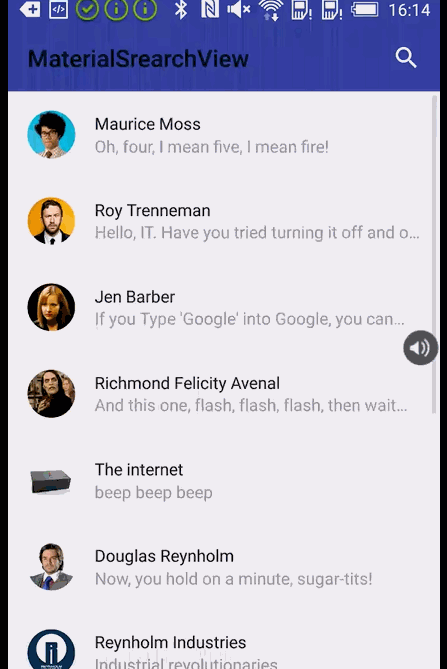 16:14
MaterialSrearchView
Maurice Moss
Oh, four, I mean five, I mean fire!
Roy Trenneman
Hello, IT. Have you tried turning it off and o...
Jen Barber
If you Type 'Google' into Google, you can...
Richmond Felicity Avenal
And this one, flash, flash, flash, then wait...
The internet
beep beep beep
Douglas Reynholm
Now, you hold on a minute, sugar-tits!
Reynholm Industries
Industrial revolutionaries